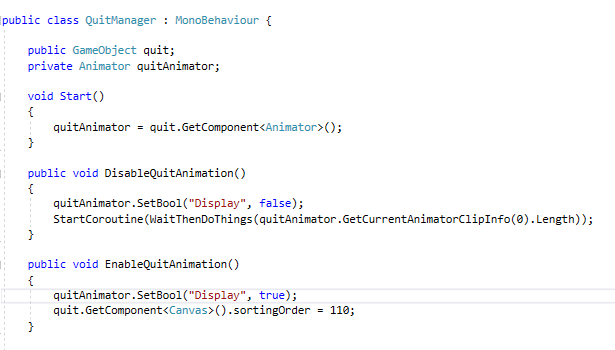 public class QuitManager : MonoBehaviour {
public GameObject quit;
private Animator quitAnimator;
void Start()
{
quitAnimator = quit.GetComponent<Animator>();
}
public void DisableQuitAnimation()
{
quitAnimator.SetBool("Display", false);
StartCoroutine(WaitThenDoThings(quitAnimator.GetCurrentAnimatorClipInfo(0).Length));
}
public void EnableQuitAnimation()
{
quitAnimator.SetBool("Display", true);
quit.GetComponent<Canvas>().sortingOrder = 110;
}